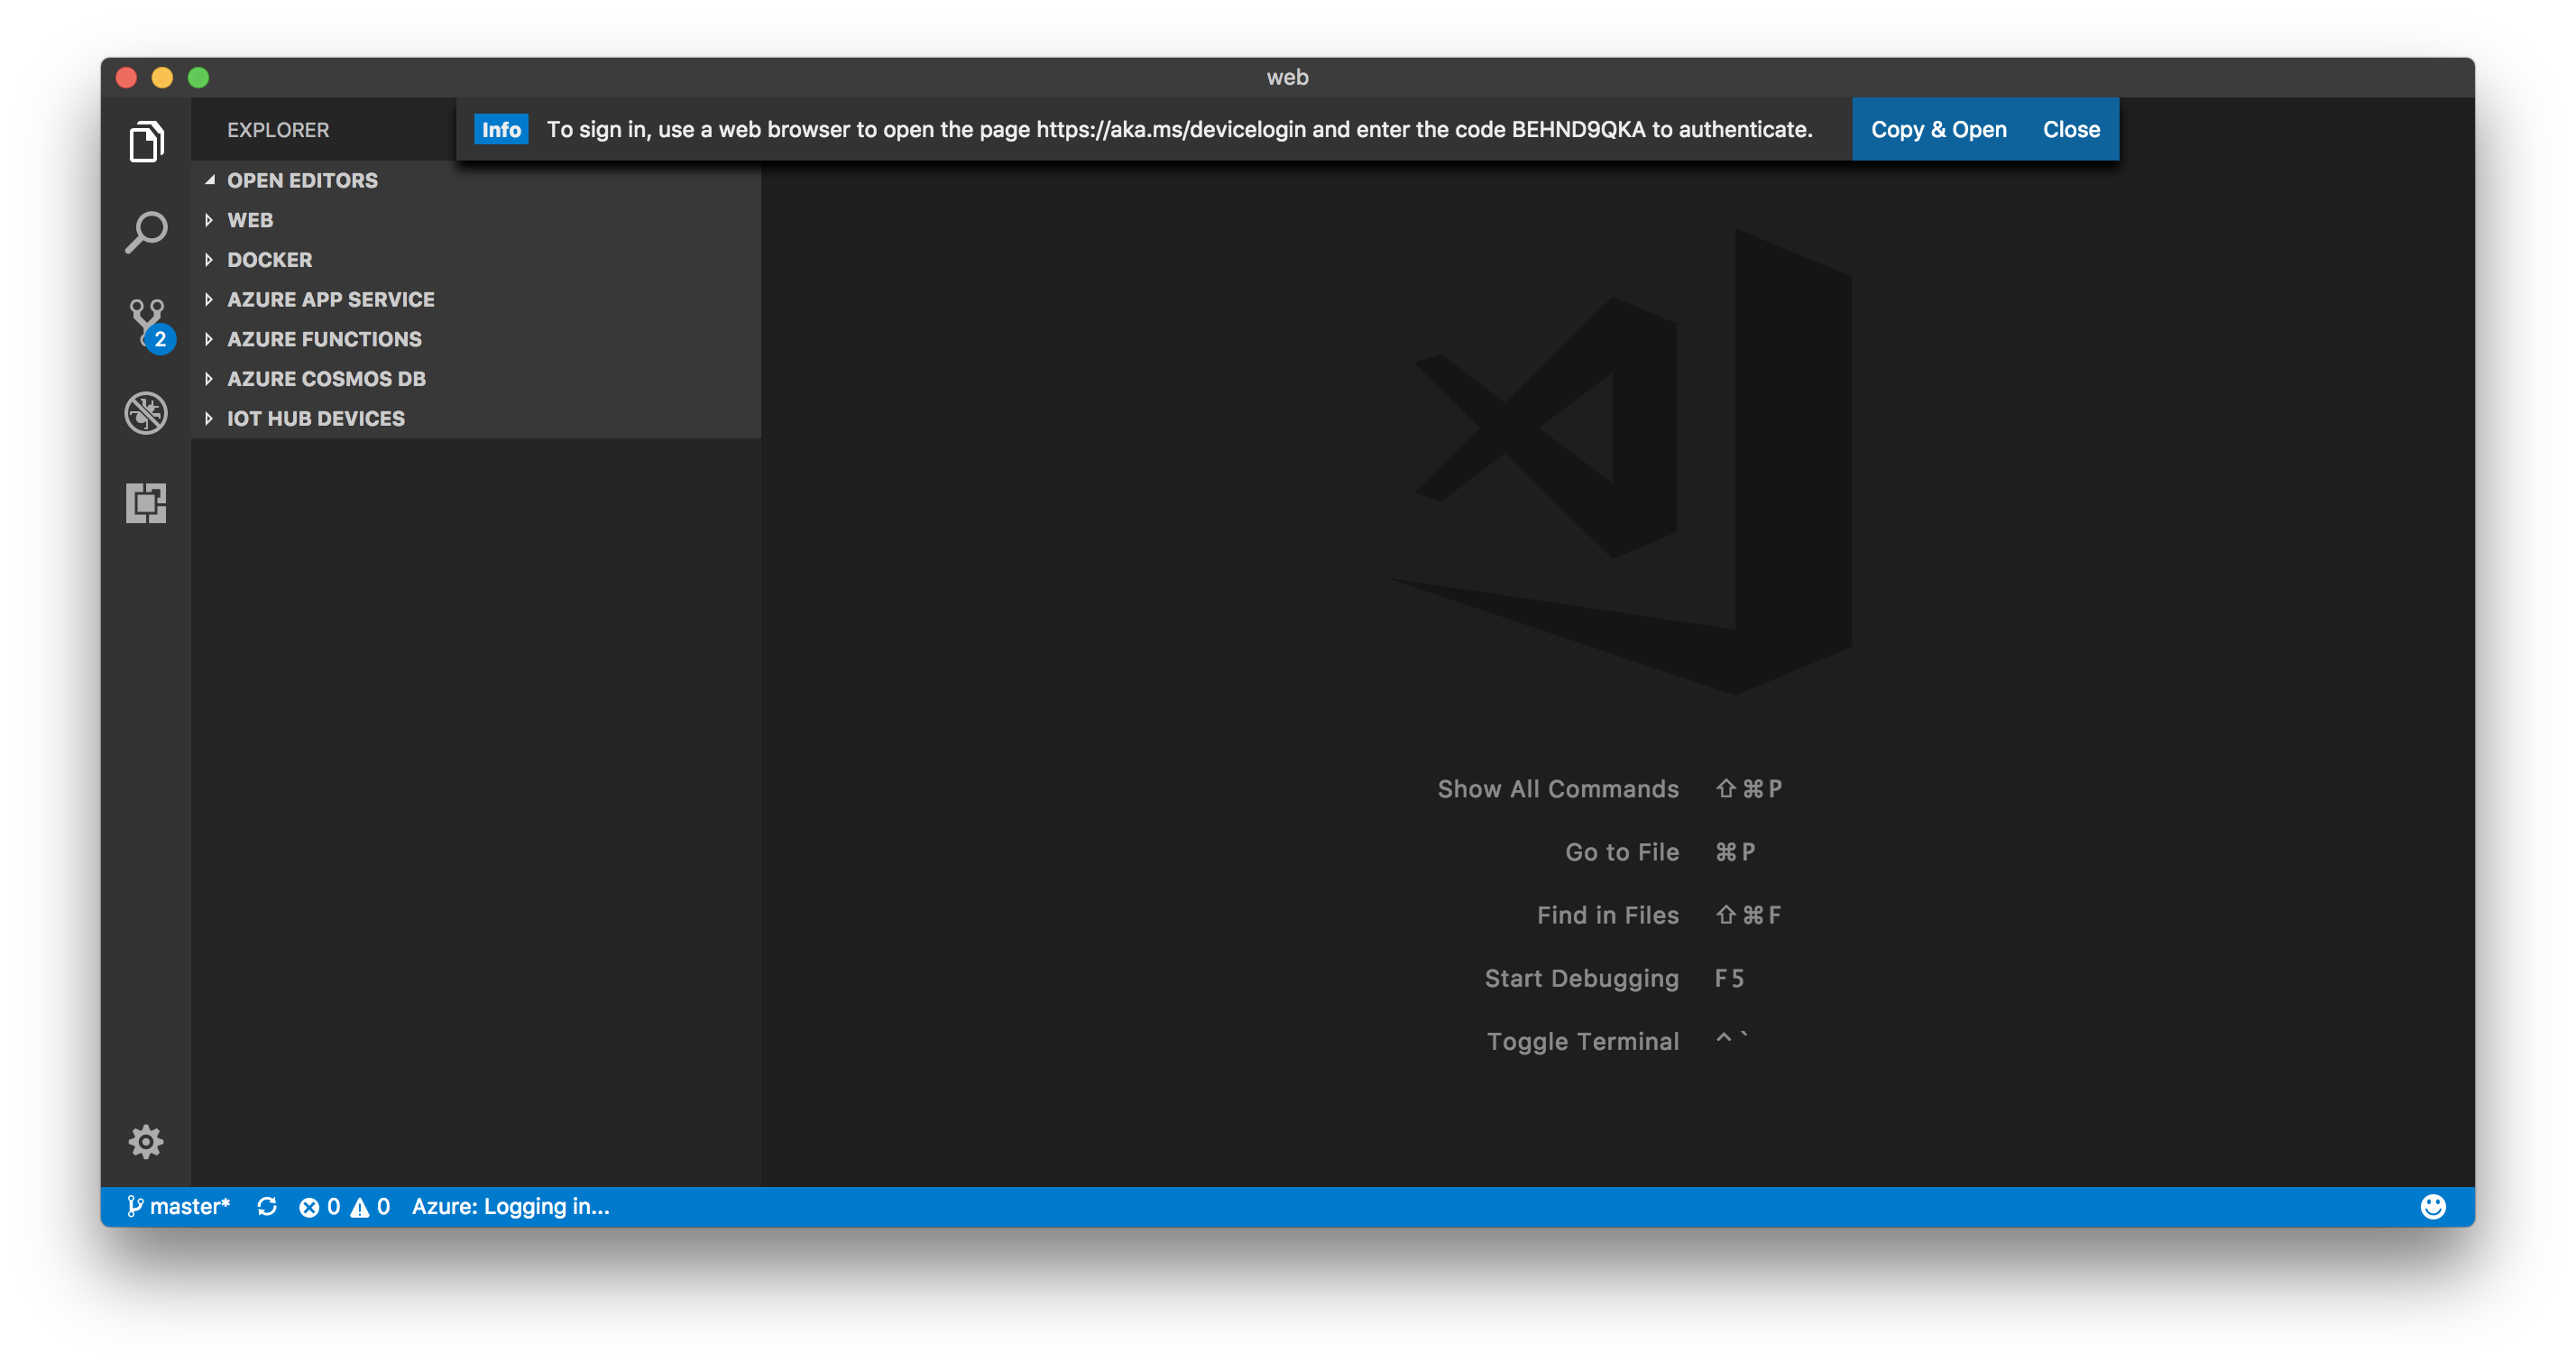 web
EXPLORER
Info To sign in, use a web browser to open the page https://aka.ms/devicelogin and enter the code BEHND9QKA to authenticate. Copy & Open Close
OPEN EDITORS
WEB
DOCKER
AZURE APP SERVICE
AZURE FUNCTIONS
AZURE COSMOS DB
IOT HUB DEVICES
2
Show All Commands ⇧⌘P
Go to File ⌘P
Find in Files ⇧⌘F
Start Debugging F5
Toggle Terminal ^`
master* 0 0 Azure: Logging in...